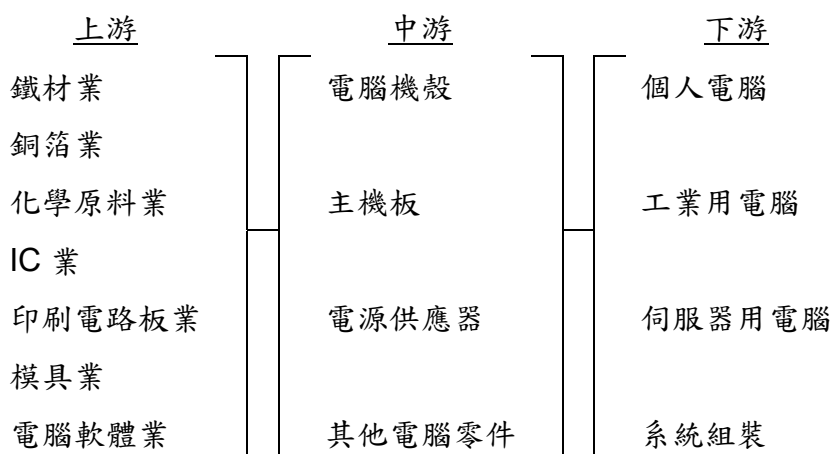 上游
鐵材業
銅箔業
化學原料業
IC 業
印刷電路板業
模具業
電腦軟體業
中游
電腦機殼
主機板
電源供應器
其他電腦零件
下游
個人電腦
工業用電腦
伺服器用電腦
系統組裝